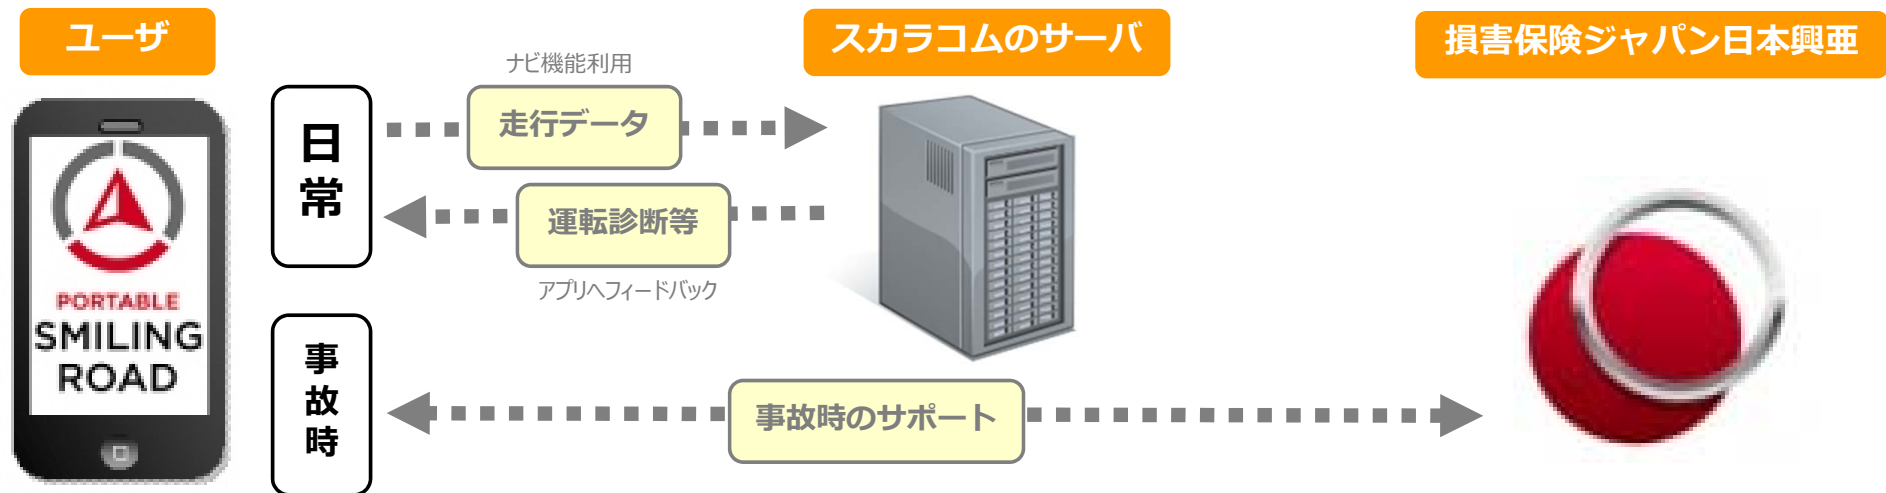 ユーザ
スカラコムのサーバ
損害保険ジャパン日本興亜
ナビ機能利用
走行データ
日常
運転診断等
アプリへフィードバック
PORTABLE
SMILING
ROAD
事故時
事故時のサポート